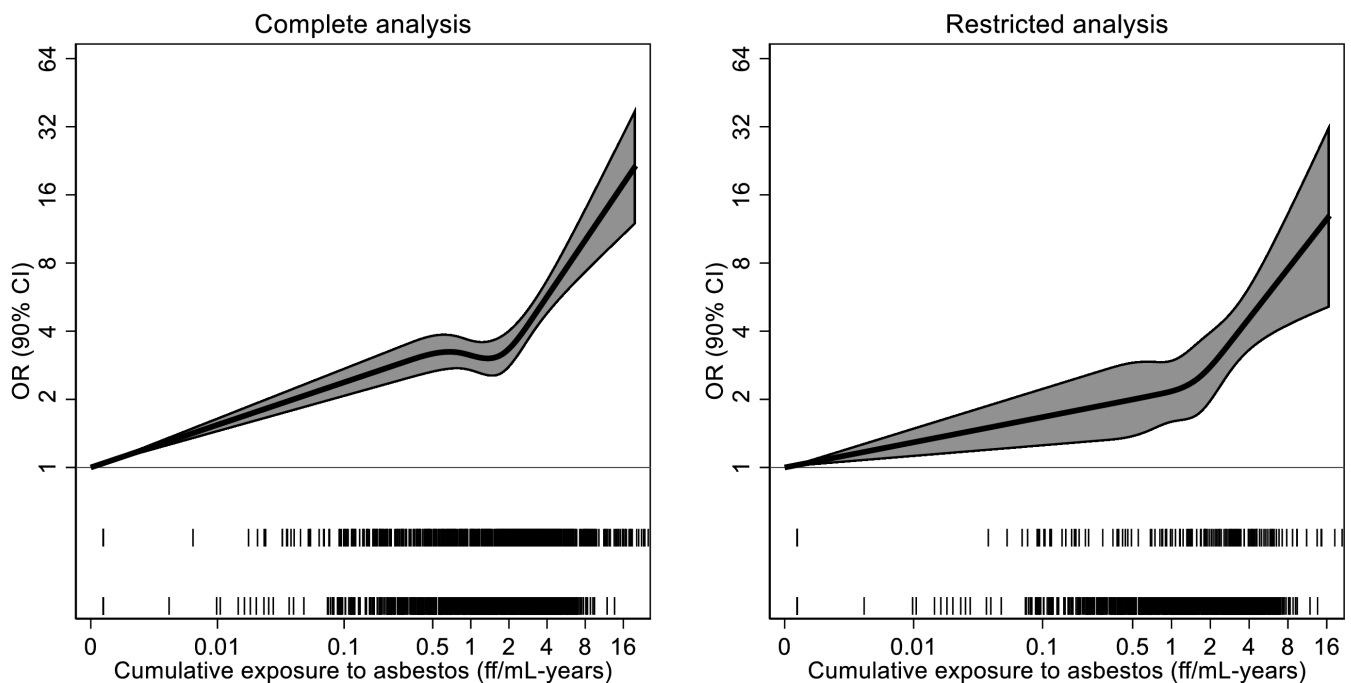 Complete analysis
OR (90% CI)
64
32
16
8
4
2
1
0 0.01 0.1 0.5 1 2 4 8 16
Cumulative exposure to asbestos (ff/mL-years)
Restricted analysis
OR (90% CI)
64
32
16
8
4
2
1
0 0.01 0.1 0.5 1 2 4 8 16
Cumulative exposure to asbestos (ff/mL-years)